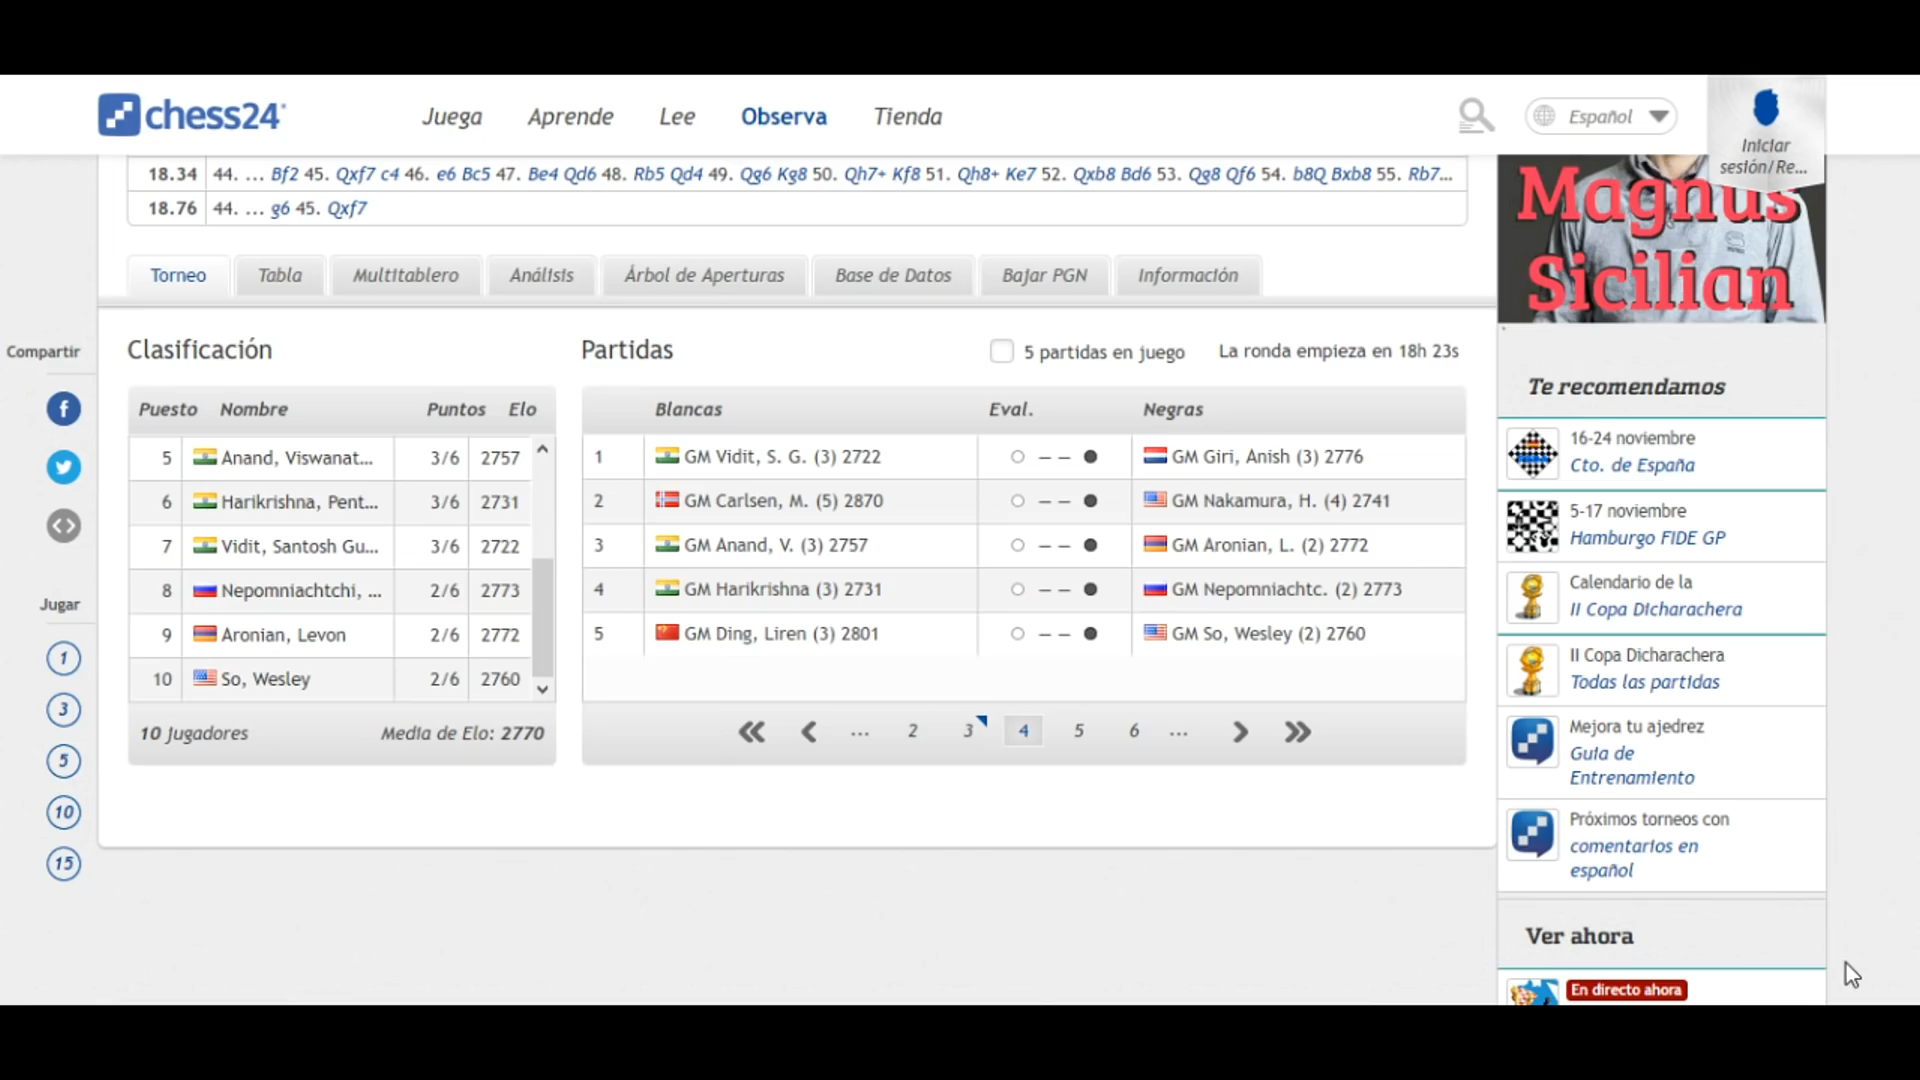 chess24
Juega Aprende Lee Observa Tienda
Español
Iniciar
sesión/Re...
18.34 44. ... Bf2 45. Qxf7 c4 46. e6 Bc5 47. Be4 Qd6 48. Rb5 Qd4 49. Qg6 Kg8 50. Qh7+ Kf8 51. Qh8+ Ke7 52. Qxb8 Bd6 53. Qg8 Qf6 54. b8Q Bxb8 55. Rb7...
18.76 44. ... g6 45. Qxf7
Magnus
Sicilian
Torneo Tabla Multitablero Análisis Árbol de Aperturas Base de Datos Bajar PGN Información
Compartir
Jugar
1
3
5
10
15
Clasificación
Puesto Nombre Puntos Elo
5 Anand, Viswanat... 3/6 2757
6 Harikrishna, Pent... 3/6 2731
7 Vidit, Santosh Gu... 3/6 2722
8 Nepomniachtchi, ... 2/6 2773
9 Aronian, Levon 2/6 2772
10 So, Wesley 2/6 2760
10 Jugadores Media de Elo: 2770
Partidas 5 partidas en juego La ronda empieza en 18h 23s
Blancas Eval. Negras
1 GM Vidit, S. G. (3) 2722 – – GM Giri, Anish (3) 2776
2 GM Carlsen, M. (5) 2870 – – GM Nakamura, H. (4) 2741
3 GM Anand, V. (3) 2757 – – GM Aronian, L. (2) 2772
4 GM Harikrishna (3) 2731 – – GM Nepomniachtc. (2) 2773
5 GM Ding, Liren (3) 2801 – – GM So, Wesley (2) 2760
... 2 3 4 5 6 ...
Te recomendamos
16-24 noviembre
Cto. de España
5-17 noviembre
Hamburgo FIDE GP
Calendario de la
II Copa Dicharachera
II Copa Dicharachera
Todas las partidas
Mejora tu ajedrez
Guía de
Entrenamiento
Próximos torneos con
comentarios en
español
Ver ahora
En directo ahora